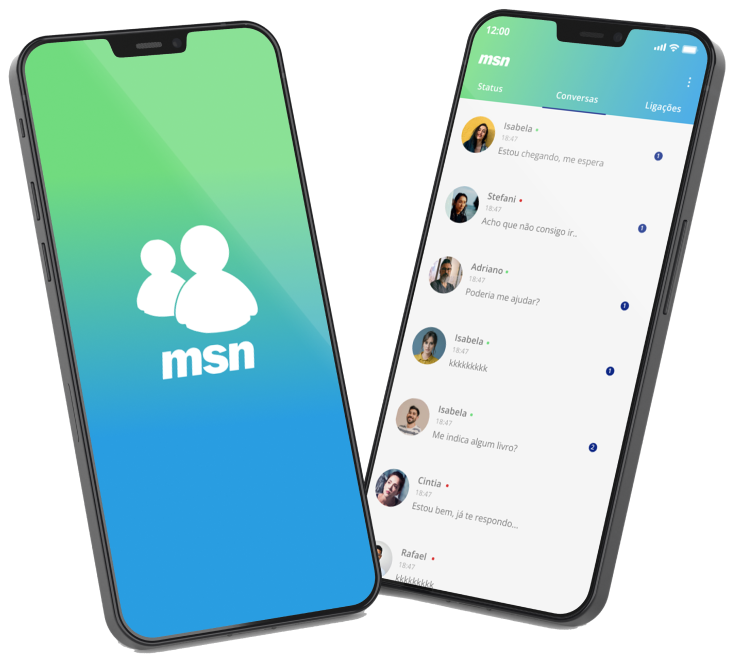 msn
12:00
msn
Status Conversas Ligações
Isabela
18:47
Estou chegando, me espera
1
Stefani
18:47
Acho que não consigo ir..
1
Adriano
18:47
Poderia me ajudar?
1
Isabela
18:47
kkkkkkkkk
1
Isabela
18:47
Me indica algum livro?
2
Cintia
18:47
Estou bem, já te respondo...
Rafael
18:47
kkkkkkkkk